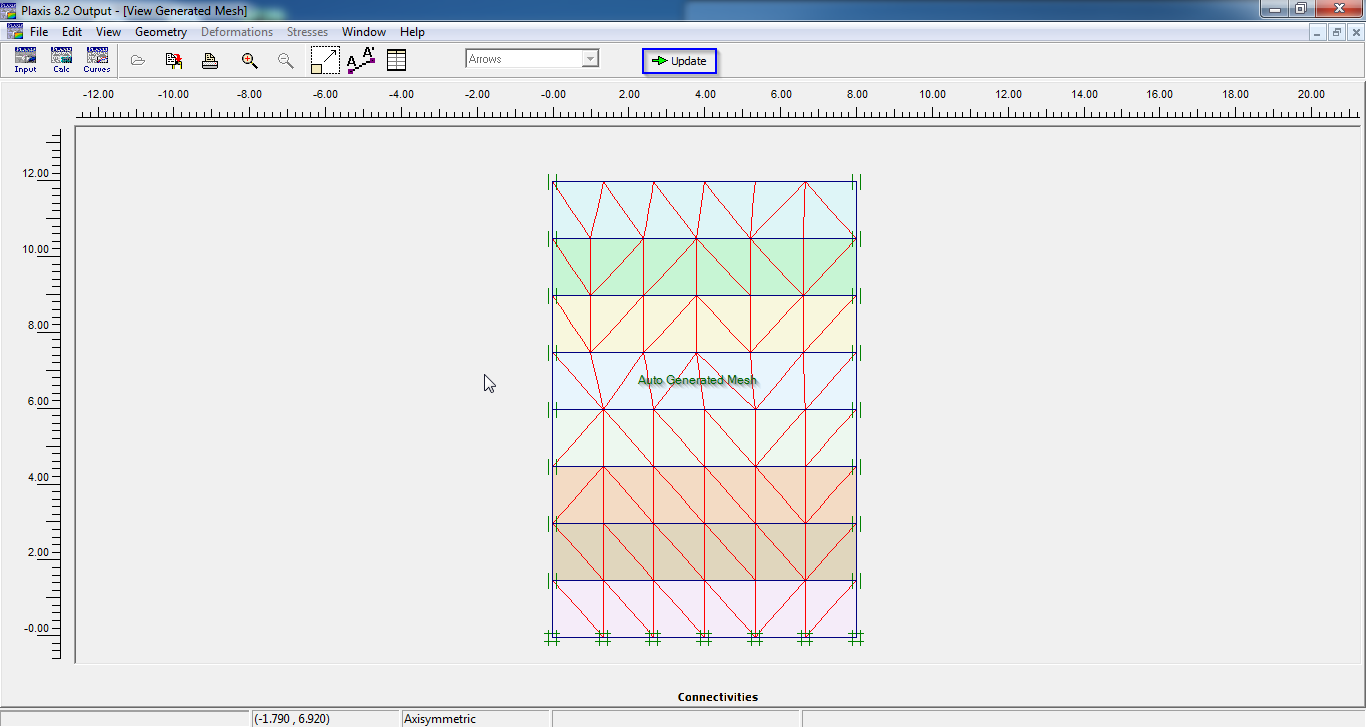 Plaxis 8.2 Output - [View Generated Mesh]
File Edit View Geometry Deformations Stresses Window Help
Input Calc Curves A A' Arrows Update
-12.00 -10.00 -8.00 -6.00 -4.00 -2.00 -0.00 2.00 4.00 6.00 8.00 10.00 12.00 14.00 16.00 18.00 20.00
12.00
10.00
8.00
6.00
4.00
2.00
-0.00
Auto Generated Mesh
Connectivities
(-1.790 , 6.920) Axisymmetric